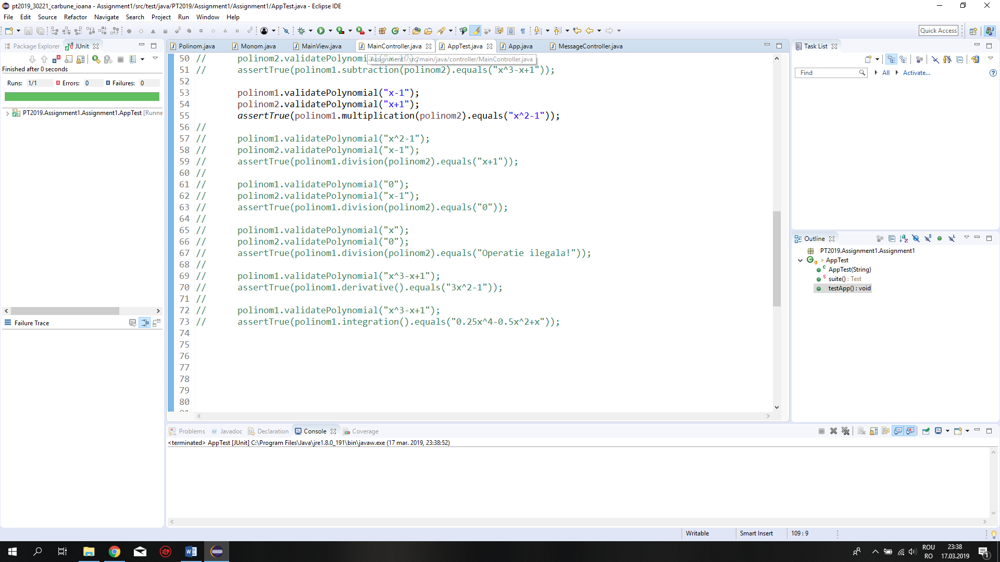 pt2019_30221_carbune_ioana - Assignment1/src/test/java/PT2019/Assignment1/Assignment1/AppTest.java - Eclipse IDE
File Edit Source Refactor Navigate Search Project Run Window Help
Quick Access
Package Explorer JUnit
Finished after 0 seconds
Runs: 1/1 Errors: 0 Failures: 0
PT2019.Assignment1.Assignment1.AppTest [Runne
Failure Trace
Polinom.java Monom.java MainView.java MainController.java AppTest.java App.java MessageController.java
Assignment1/src/main/java/controller/MainController.java
50 // polinom2.validatePolynomial("x-1");
51 // assertTrue(polinom1.subtraction(polinom2).equals("x^3-x+1"));
52
53 polinom1.validatePolynomial("x-1");
54 polinom2.validatePolynomial("x+1");
55 assertTrue(polinom1.multiplication(polinom2).equals("x^2-1"));
56 //
57 // polinom1.validatePolynomial("x^2-1");
58 // polinom2.validatePolynomial("x-1");
59 // assertTrue(polinom1.division(polinom2).equals("x+1"));
60 //
61 // polinom1.validatePolynomial("0");
62 // polinom2.validatePolynomial("x-1");
63 // assertTrue(polinom1.division(polinom2).equals("0"));
64 //
65 // polinom1.validatePolynomial("x");
66 // polinom2.validatePolynomial("0");
67 // assertTrue(polinom1.division(polinom2).equals("Operatie ilegala!"));
68 //
69 // polinom1.validatePolynomial("x^3-x+1");
70 // assertTrue(polinom1.derivative().equals("3x^2-1"));
71 //
72 // polinom1.validatePolynomial("x^3-x+1");
73 // assertTrue(polinom1.integration().equals("0.25x^4-0.5x^2+x"));
74
75
76
77
78
79
80
Task List
Find All Activate...
Outline
PT2019.Assignment1.Assignment1
> AppTest
AppTest(String)
suite() : Test
testApp() : void
Problems @ Javadoc Declaration Console Coverage
<terminated> AppTest [JUnit] C:\Program Files\Java\jre1.8.0_191\bin\javaw.exe (17 mar. 2019, 23:38:52)
Writable Smart Insert 109 : 9
ROU 23:38
RO 17.03.2019
1